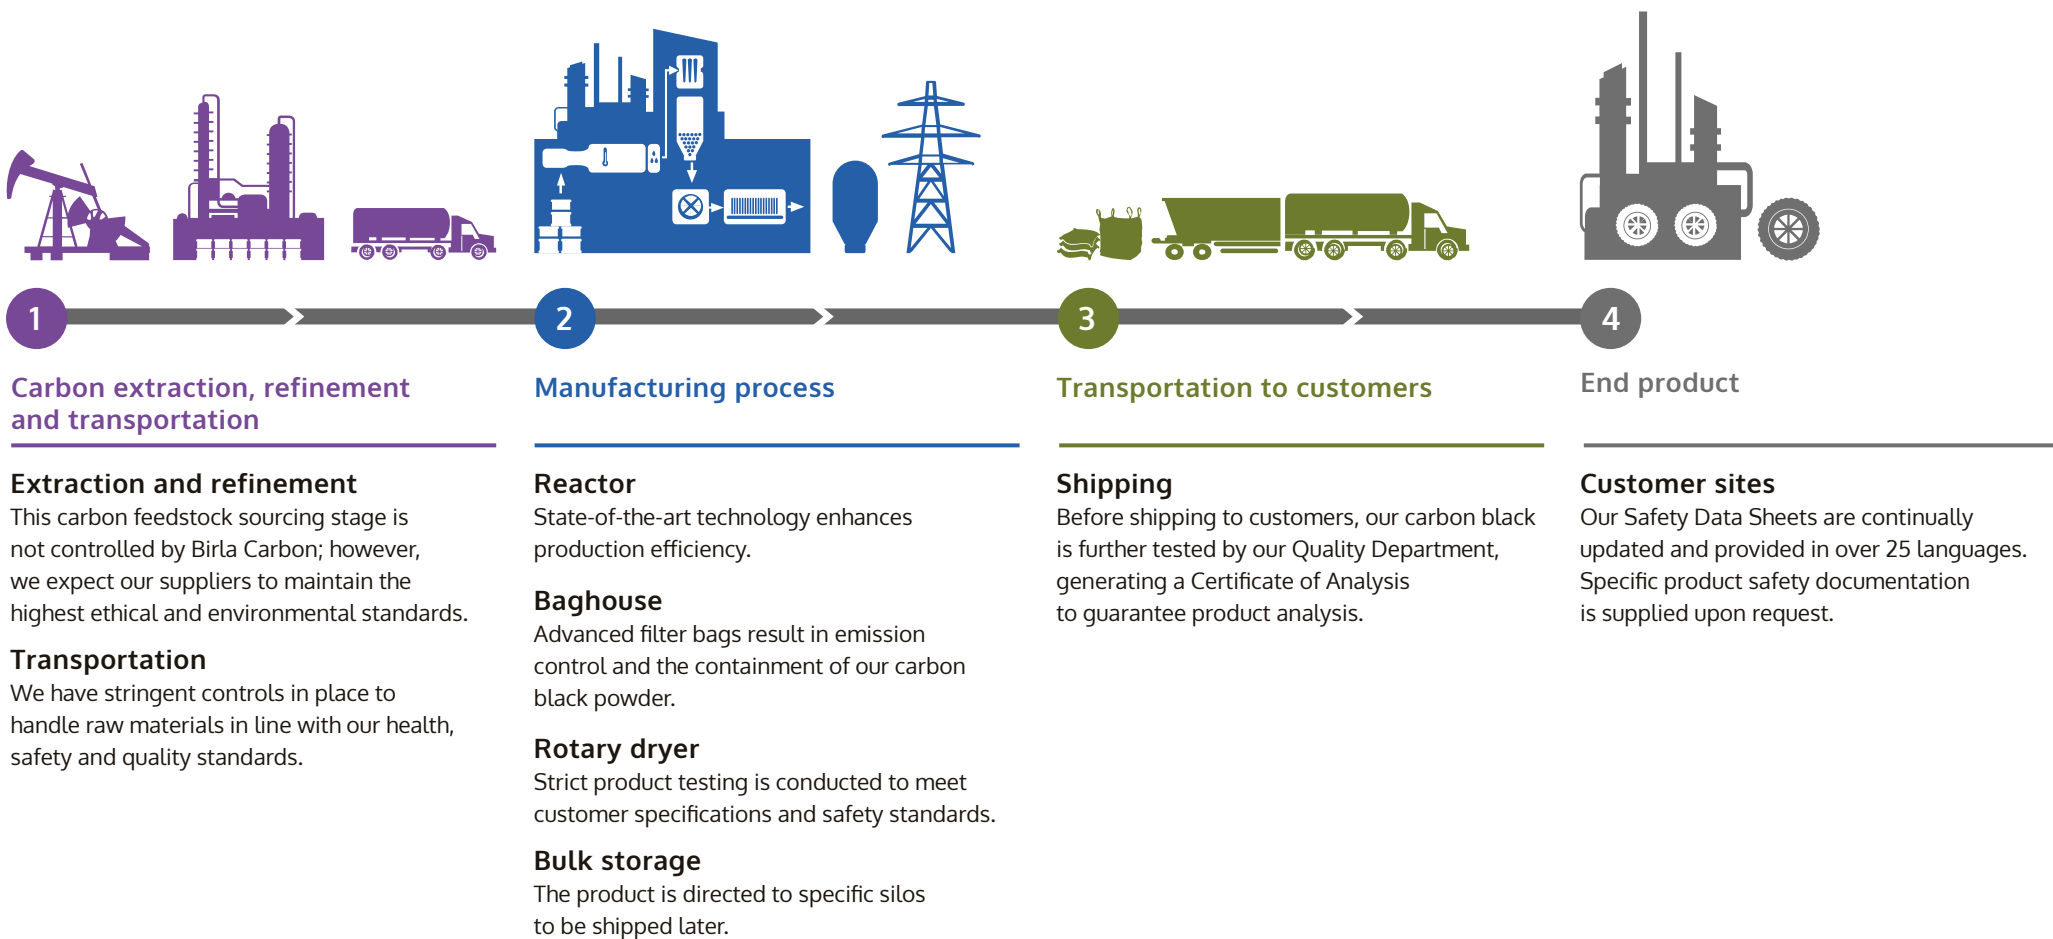 1
2
3
4
Carbon extraction, refinement
and transportation
Extraction and refinement
This carbon feedstock sourcing stage is
not controlled by Birla Carbon; however,
we expect our suppliers to maintain the
highest ethical and environmental standards.
Transportation
We have stringent controls in place to
handle raw materials in line with our health,
safety and quality standards.
Manufacturing process
Reactor
State-of-the-art technology enhances
production efficiency.
Baghouse
Advanced filter bags result in emission
control and the containment of our carbon
black powder.
Rotary dryer
Strict product testing is conducted to meet
customer specifications and safety standards.
Bulk storage
The product is directed to specific silos
to be shipped later.
Transportation to customers
Shipping
Before shipping to customers, our carbon black
is further tested by our Quality Department,
generating a Certificate of Analysis
to guarantee product analysis.
End product
Customer sites
Our Safety Data Sheets are continually
updated and provided in over 25 languages.
Specific product safety documentation
is supplied upon request.